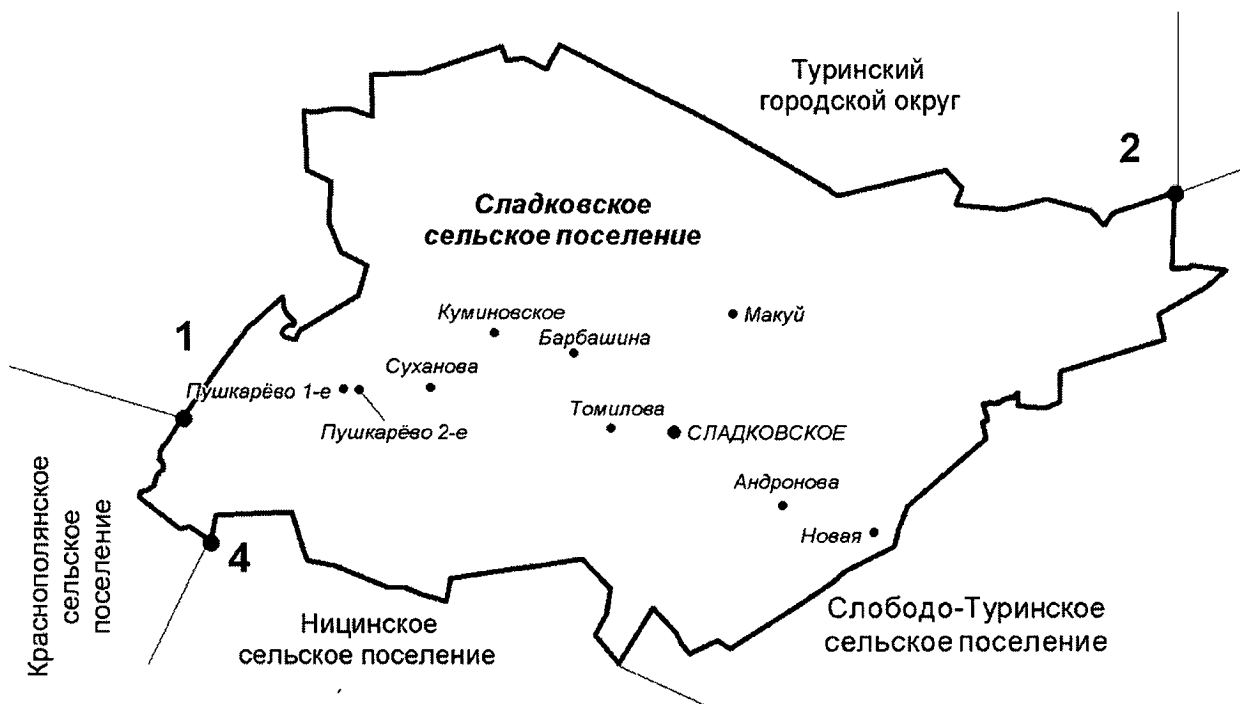 Туринский
городской округ
2
Сладковское
сельское поселение
Куминовское
Макуй
1
Барбашина
Суханова
Пушкарёво 1-е
Пушкарёво 2-е
Томилова
СЛАДКОВСКОЕ
Андронова
Новая
4
Краснополянское
сельское
поселение
Ницинское
сельское поселение
Слободо-Туринское
сельское поселение